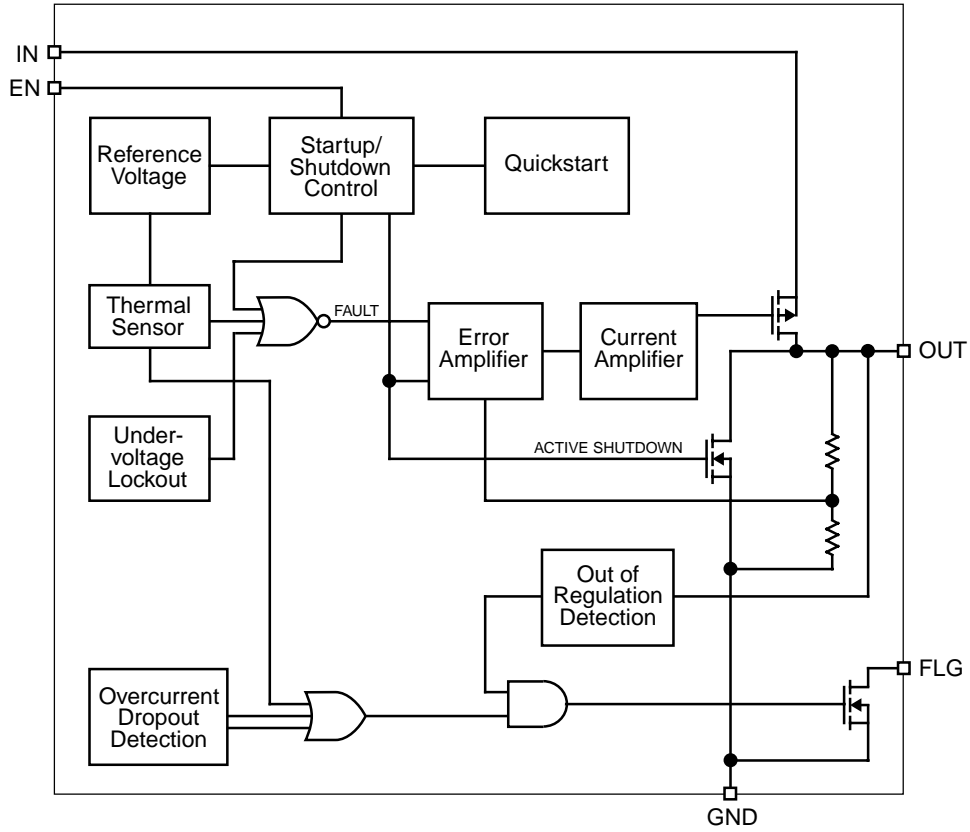 IN
EN
Reference
Voltage
Startup/
Shutdown
Control
Quickstart
Thermal
Sensor
FAULT
Error
Amplifier
Current
Amplifier
OUT
Under-
voltage
Lockout
ACTIVE SHUTDOWN
Out of
Regulation
Detection
FLG
Overcurrent
Dropout
Detection
GND